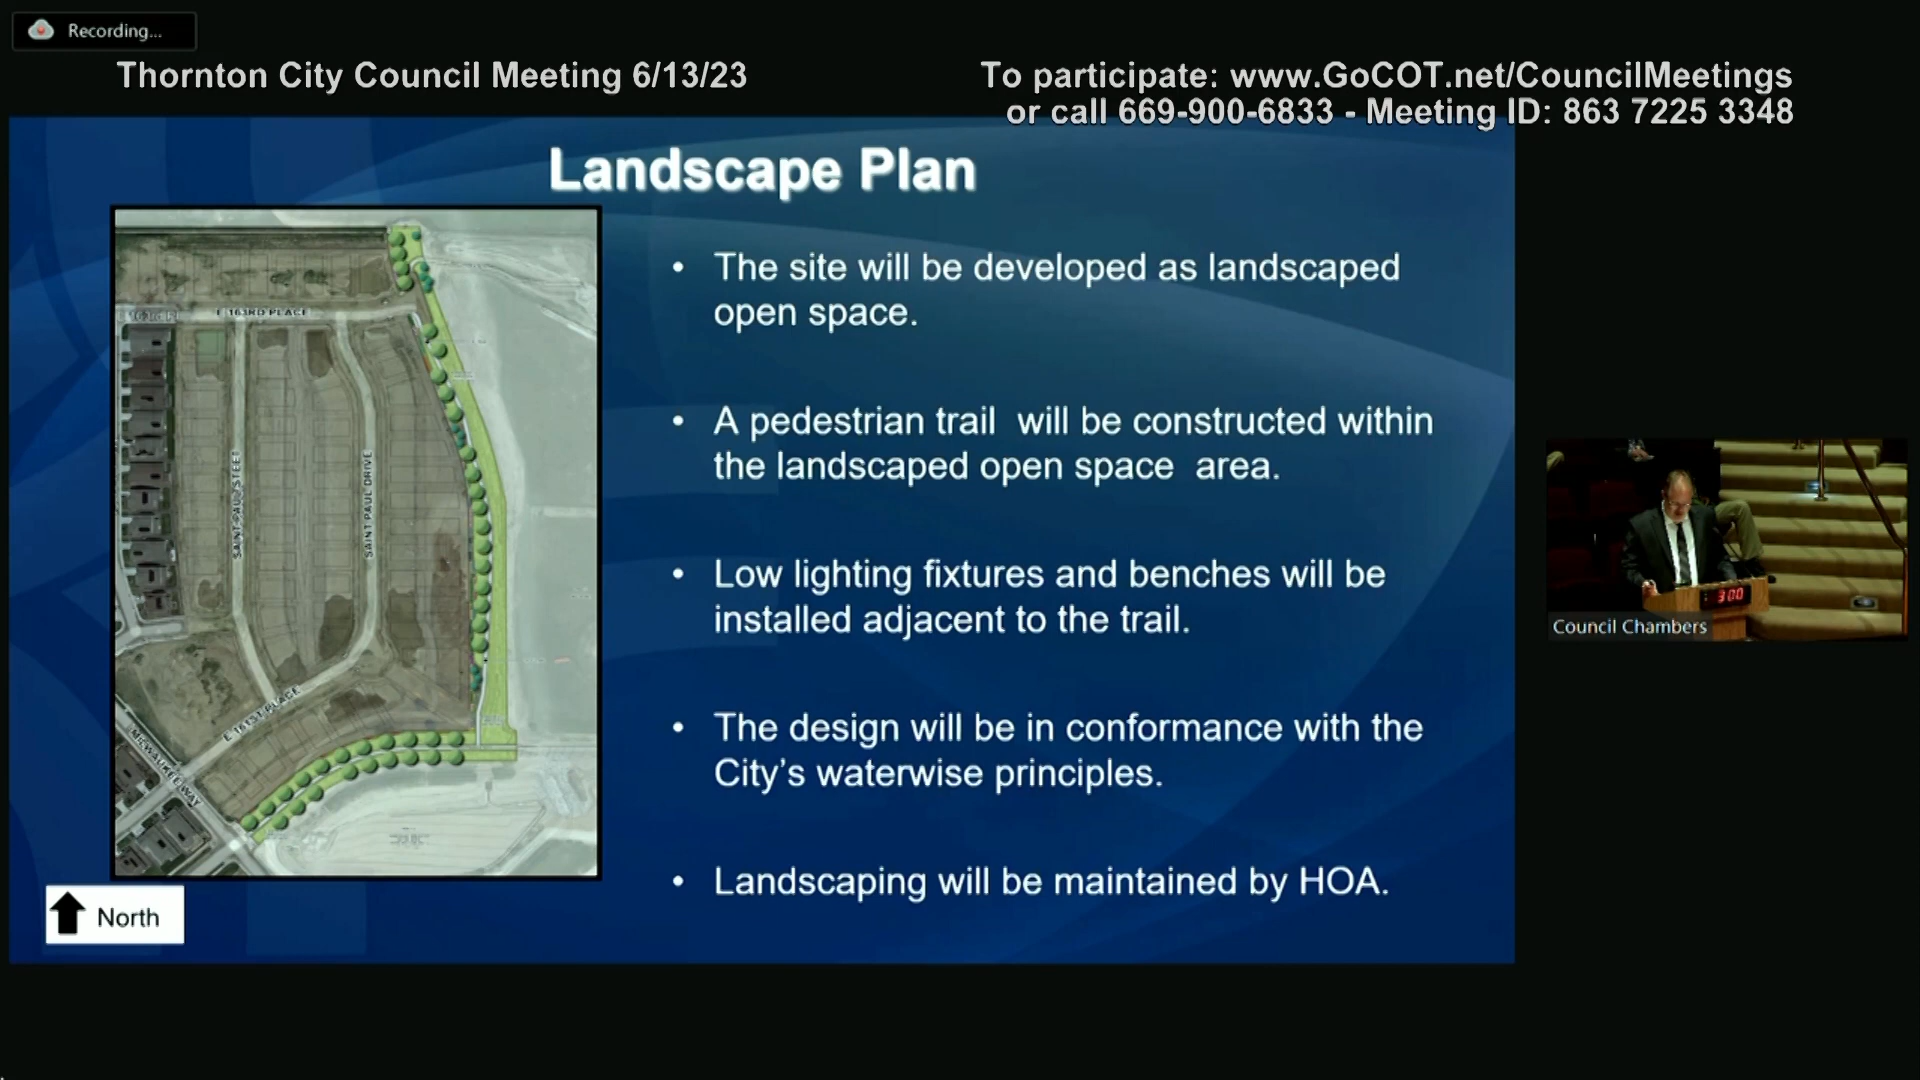 Recording...
Thornton City Council Meeting 6/13/23
To participate: www.GoCOT.net/CouncilMeetings
or call 669-900-6833 - Meeting ID: 863 7225 3348
Landscape Plan
• The site will be developed as landscaped
open space.
• A pedestrian trail will be constructed within
the landscaped open space area.
• Low lighting fixtures and benches will be
installed adjacent to the trail.
• The design will be in conformance with the
City's waterwise principles.
• Landscaping will be maintained by HOA.
E 163RD PLACE
SAINT PAUL STREET
SAINT PAUL DRIVE
E 161ST PLACE
MILWAUKEE WAY
North
Council Chambers